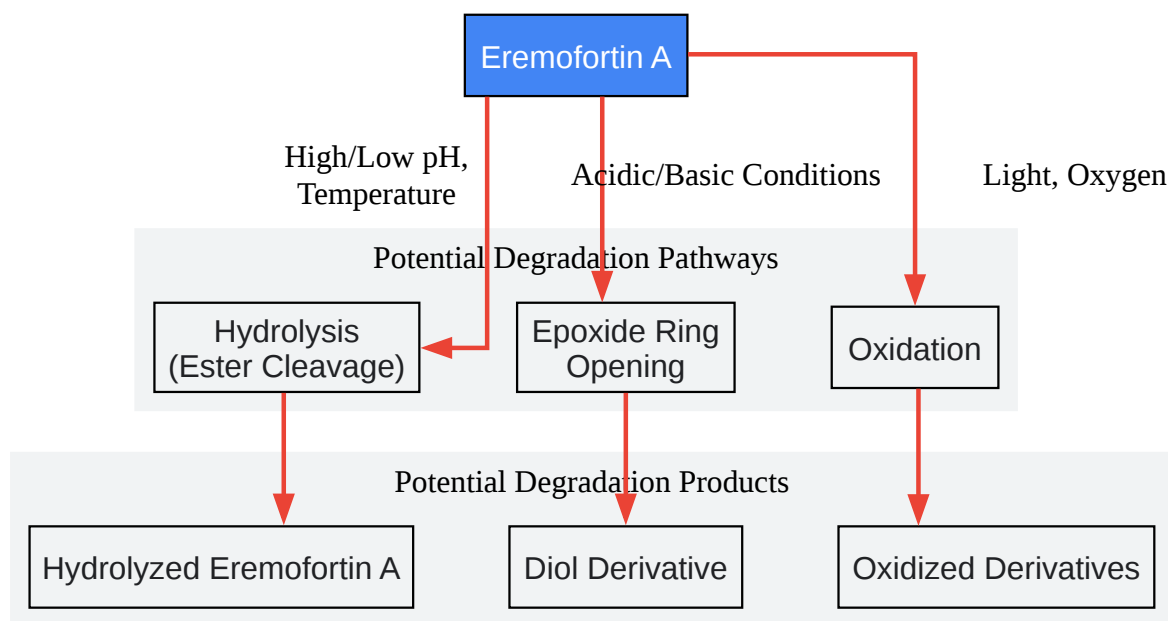 Eremofortin A
High/Low pH,
Temperature
Acidic/Basic Conditions
Light, Oxygen
Potential Degradation Pathways
Hydrolysis
(Ester Cleavage)
Epoxide Ring
Opening
Oxidation
Potential Degradation Products
Hydrolyzed Eremofortin A
Diol Derivative
Oxidized Derivatives